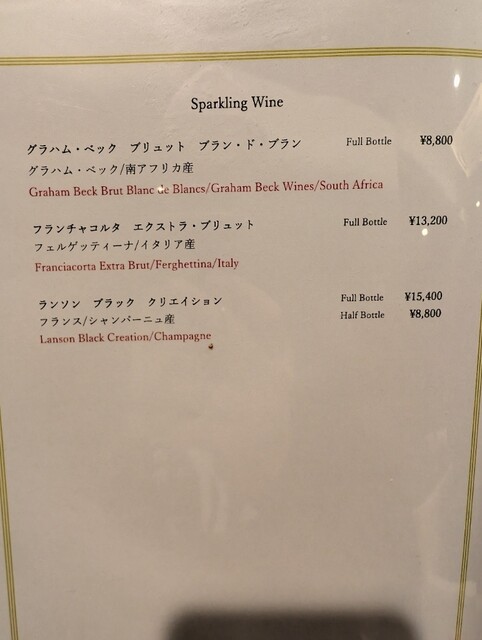 Sparkling Wine
グラハム・ベック ブリュット ブラン・ド・ブラン Full Bottle ¥8,800
グラハム・ベック/南アフリカ産
Graham Beck Brut Blanc de Blancs/Graham Beck Wines/South Africa
フランチャコルタ エクストラ・ブリュット Full Bottle ¥13,200
フェルゲッティーナ/イタリア産
Franciacorta Extra Brut/Ferghettina/Italy
ランソン ブラック クリエイション Full Bottle ¥15,400
フランス/シャンパーニュ産 Half Bottle ¥8,800
Lanson Black Creation/Champagne